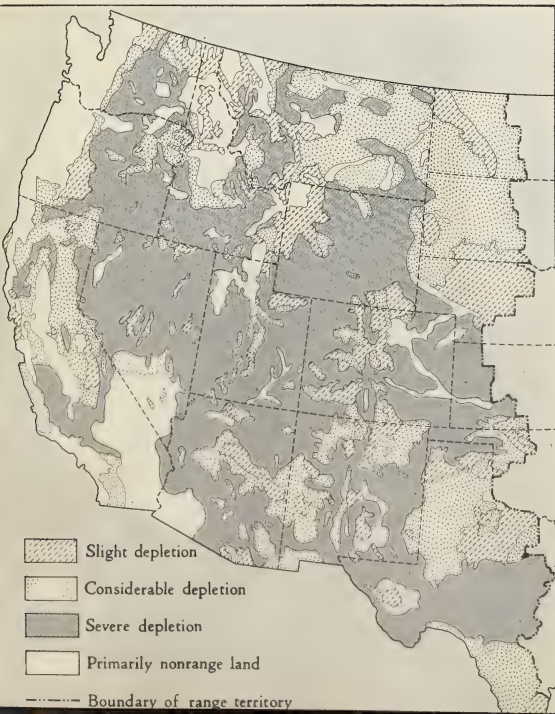 Slight depletion
Considerable depletion
Severe depletion
Primarily nonrange land
Boundary of range territory